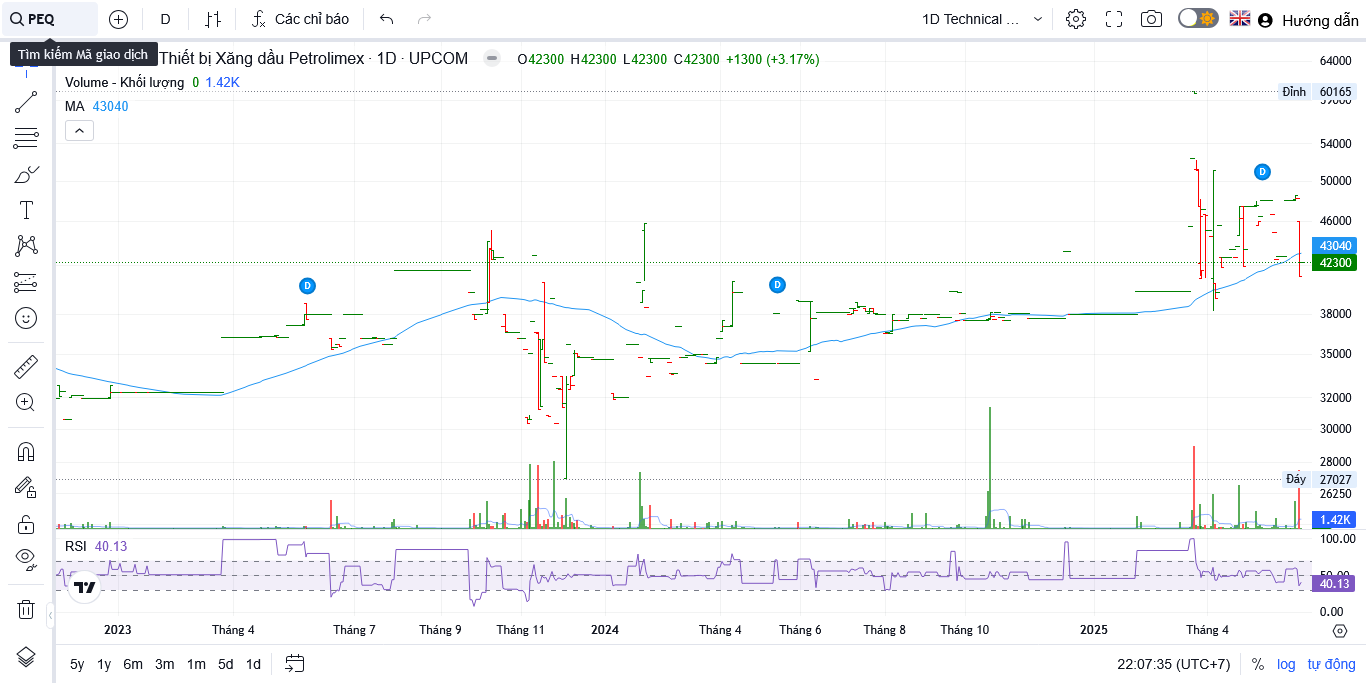 PEQ
D
Các chỉ báo
1D Technical ...
Hướng dẫn
Tìm kiếm Mã giao dịch
Thiết bị Xăng dầu Petrolimex · 1D · UPCOM
O42300 H42300 L42300 C42300 +1300 (+3.17%)
Volume - Khối lượng 0 1.42K
MA 43040
64000
Đỉnh 60165
57000
54000
50000
46000
43040
42300
38000
35000
32000
30000
28000
Đáy 27027
26250
1.42K
D
D
D
RSI 40.13
100.00
50.00
40.13
0.00
2023 Tháng 4 Tháng 7 Tháng 9 Tháng 11 2024 Tháng 4 Tháng 6 Tháng 8 Tháng 10 2025 Tháng 4
5y 1y 6m 3m 1m 5d 1d
22:07:35 (UTC+7) % log tự động